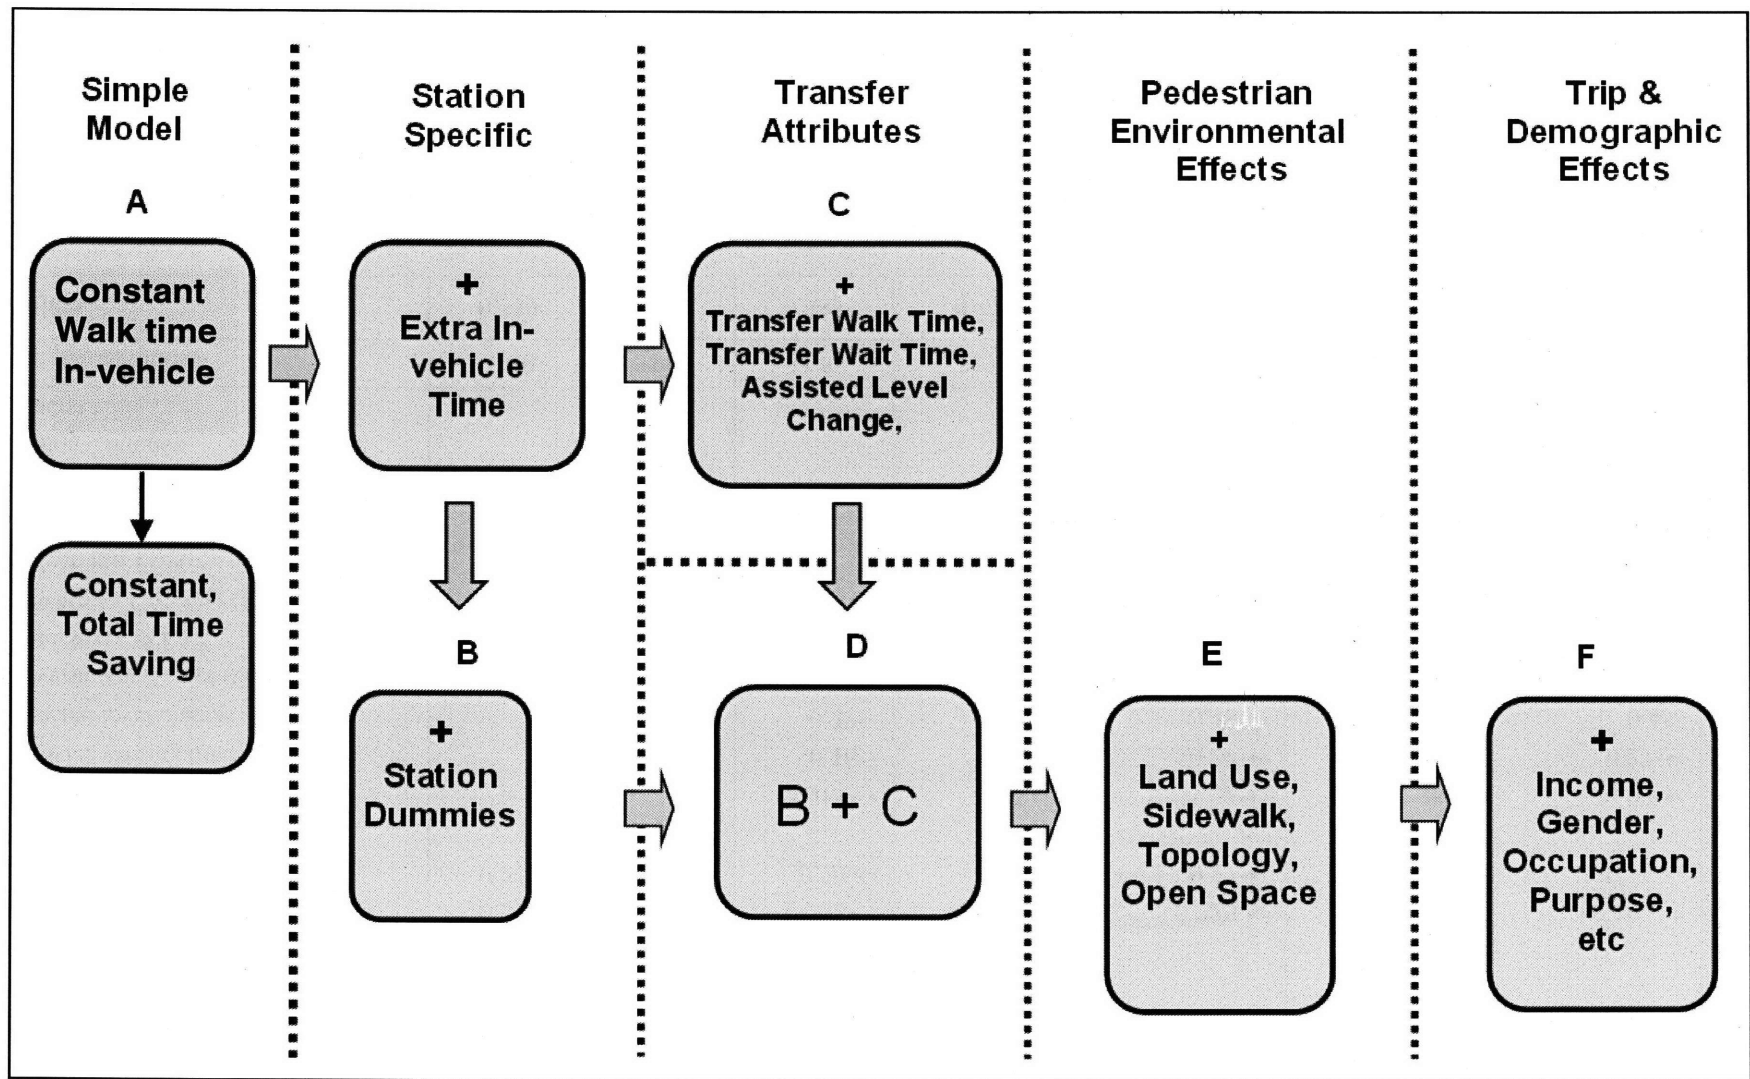 Simple
Model
A
Constant
Walk time
In-vehicle
Constant,
Total Time
Saving
Station
Specific
+
Extra In-
vehicle
Time
B
+
Station
Dummies
Transfer
Attributes
C
+
Transfer Walk Time,
Transfer Wait Time,
Assisted Level
Change,
D
B + C
Pedestrian
Environmental
Effects
E
+
Land Use,
Sidewalk,
Topology,
Open Space
Trip &
Demographic
Effects
F
+
Income,
Gender,
Occupation,
Purpose,
etc